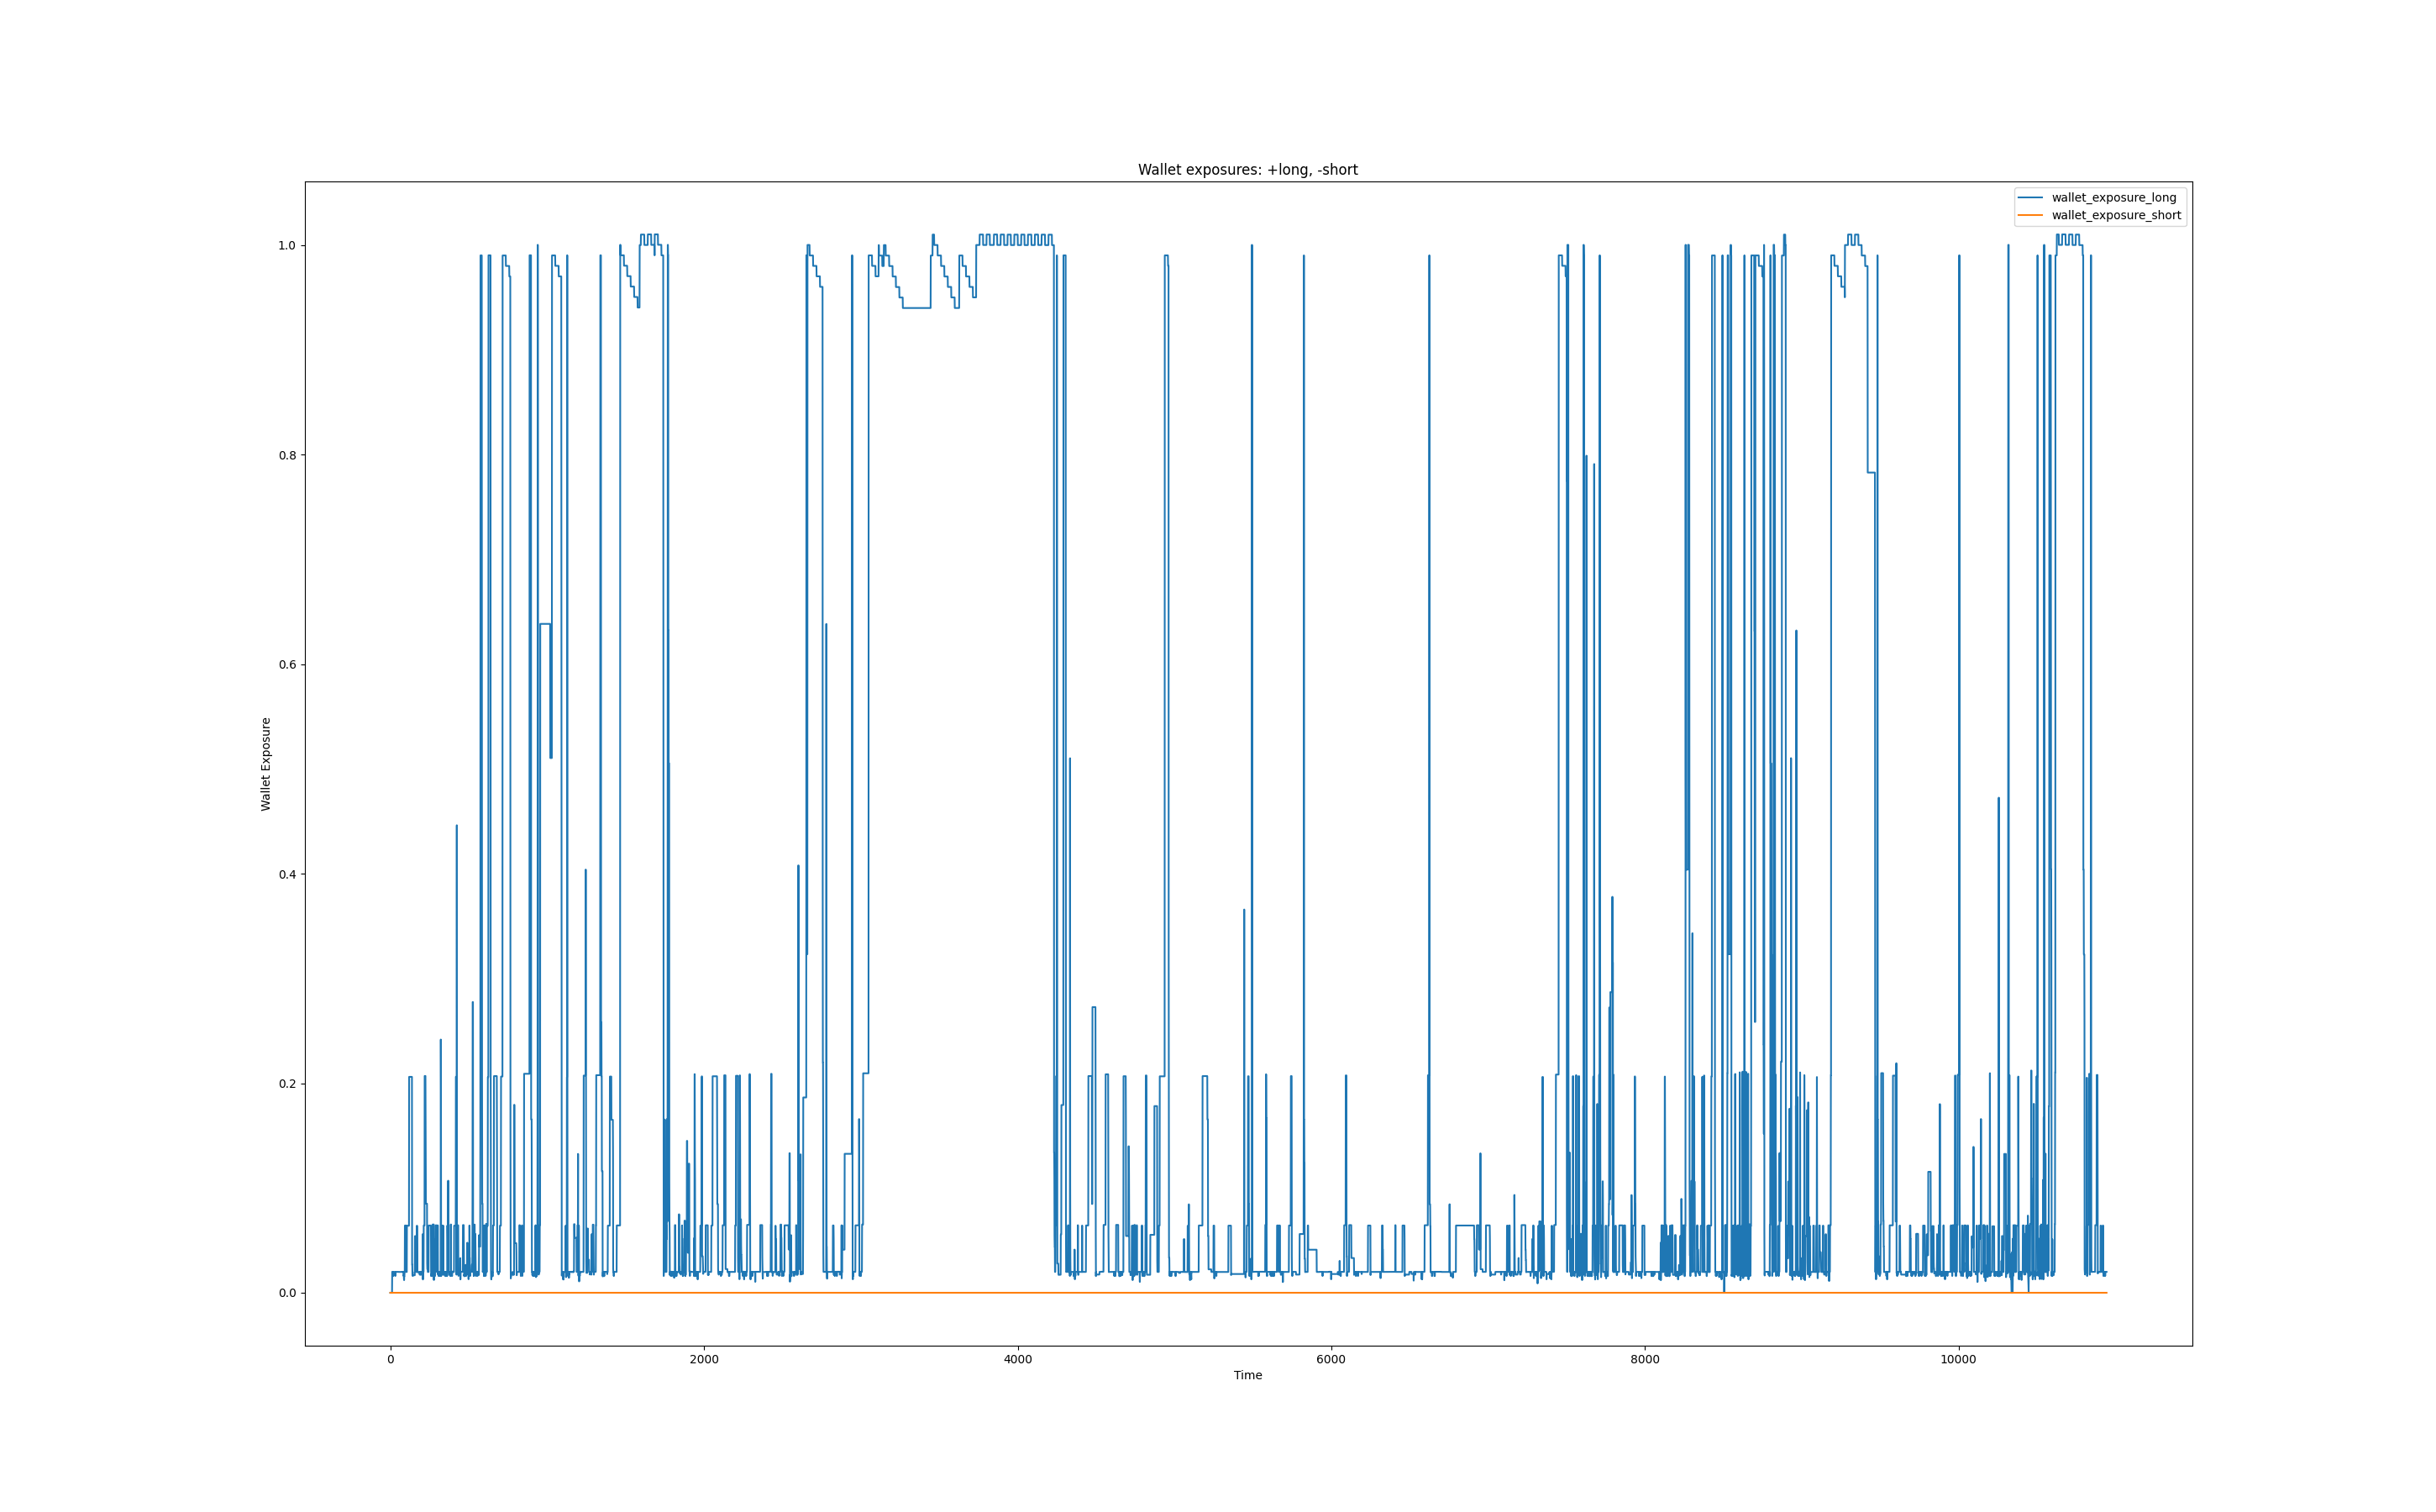 Wallet exposures: +long, -short
wallet_exposure_long
wallet_exposure_short
1.0
0.8
0.6
0.4
0.2
0.0
Wallet Exposure
0 2000 4000 6000 8000 10000
Time